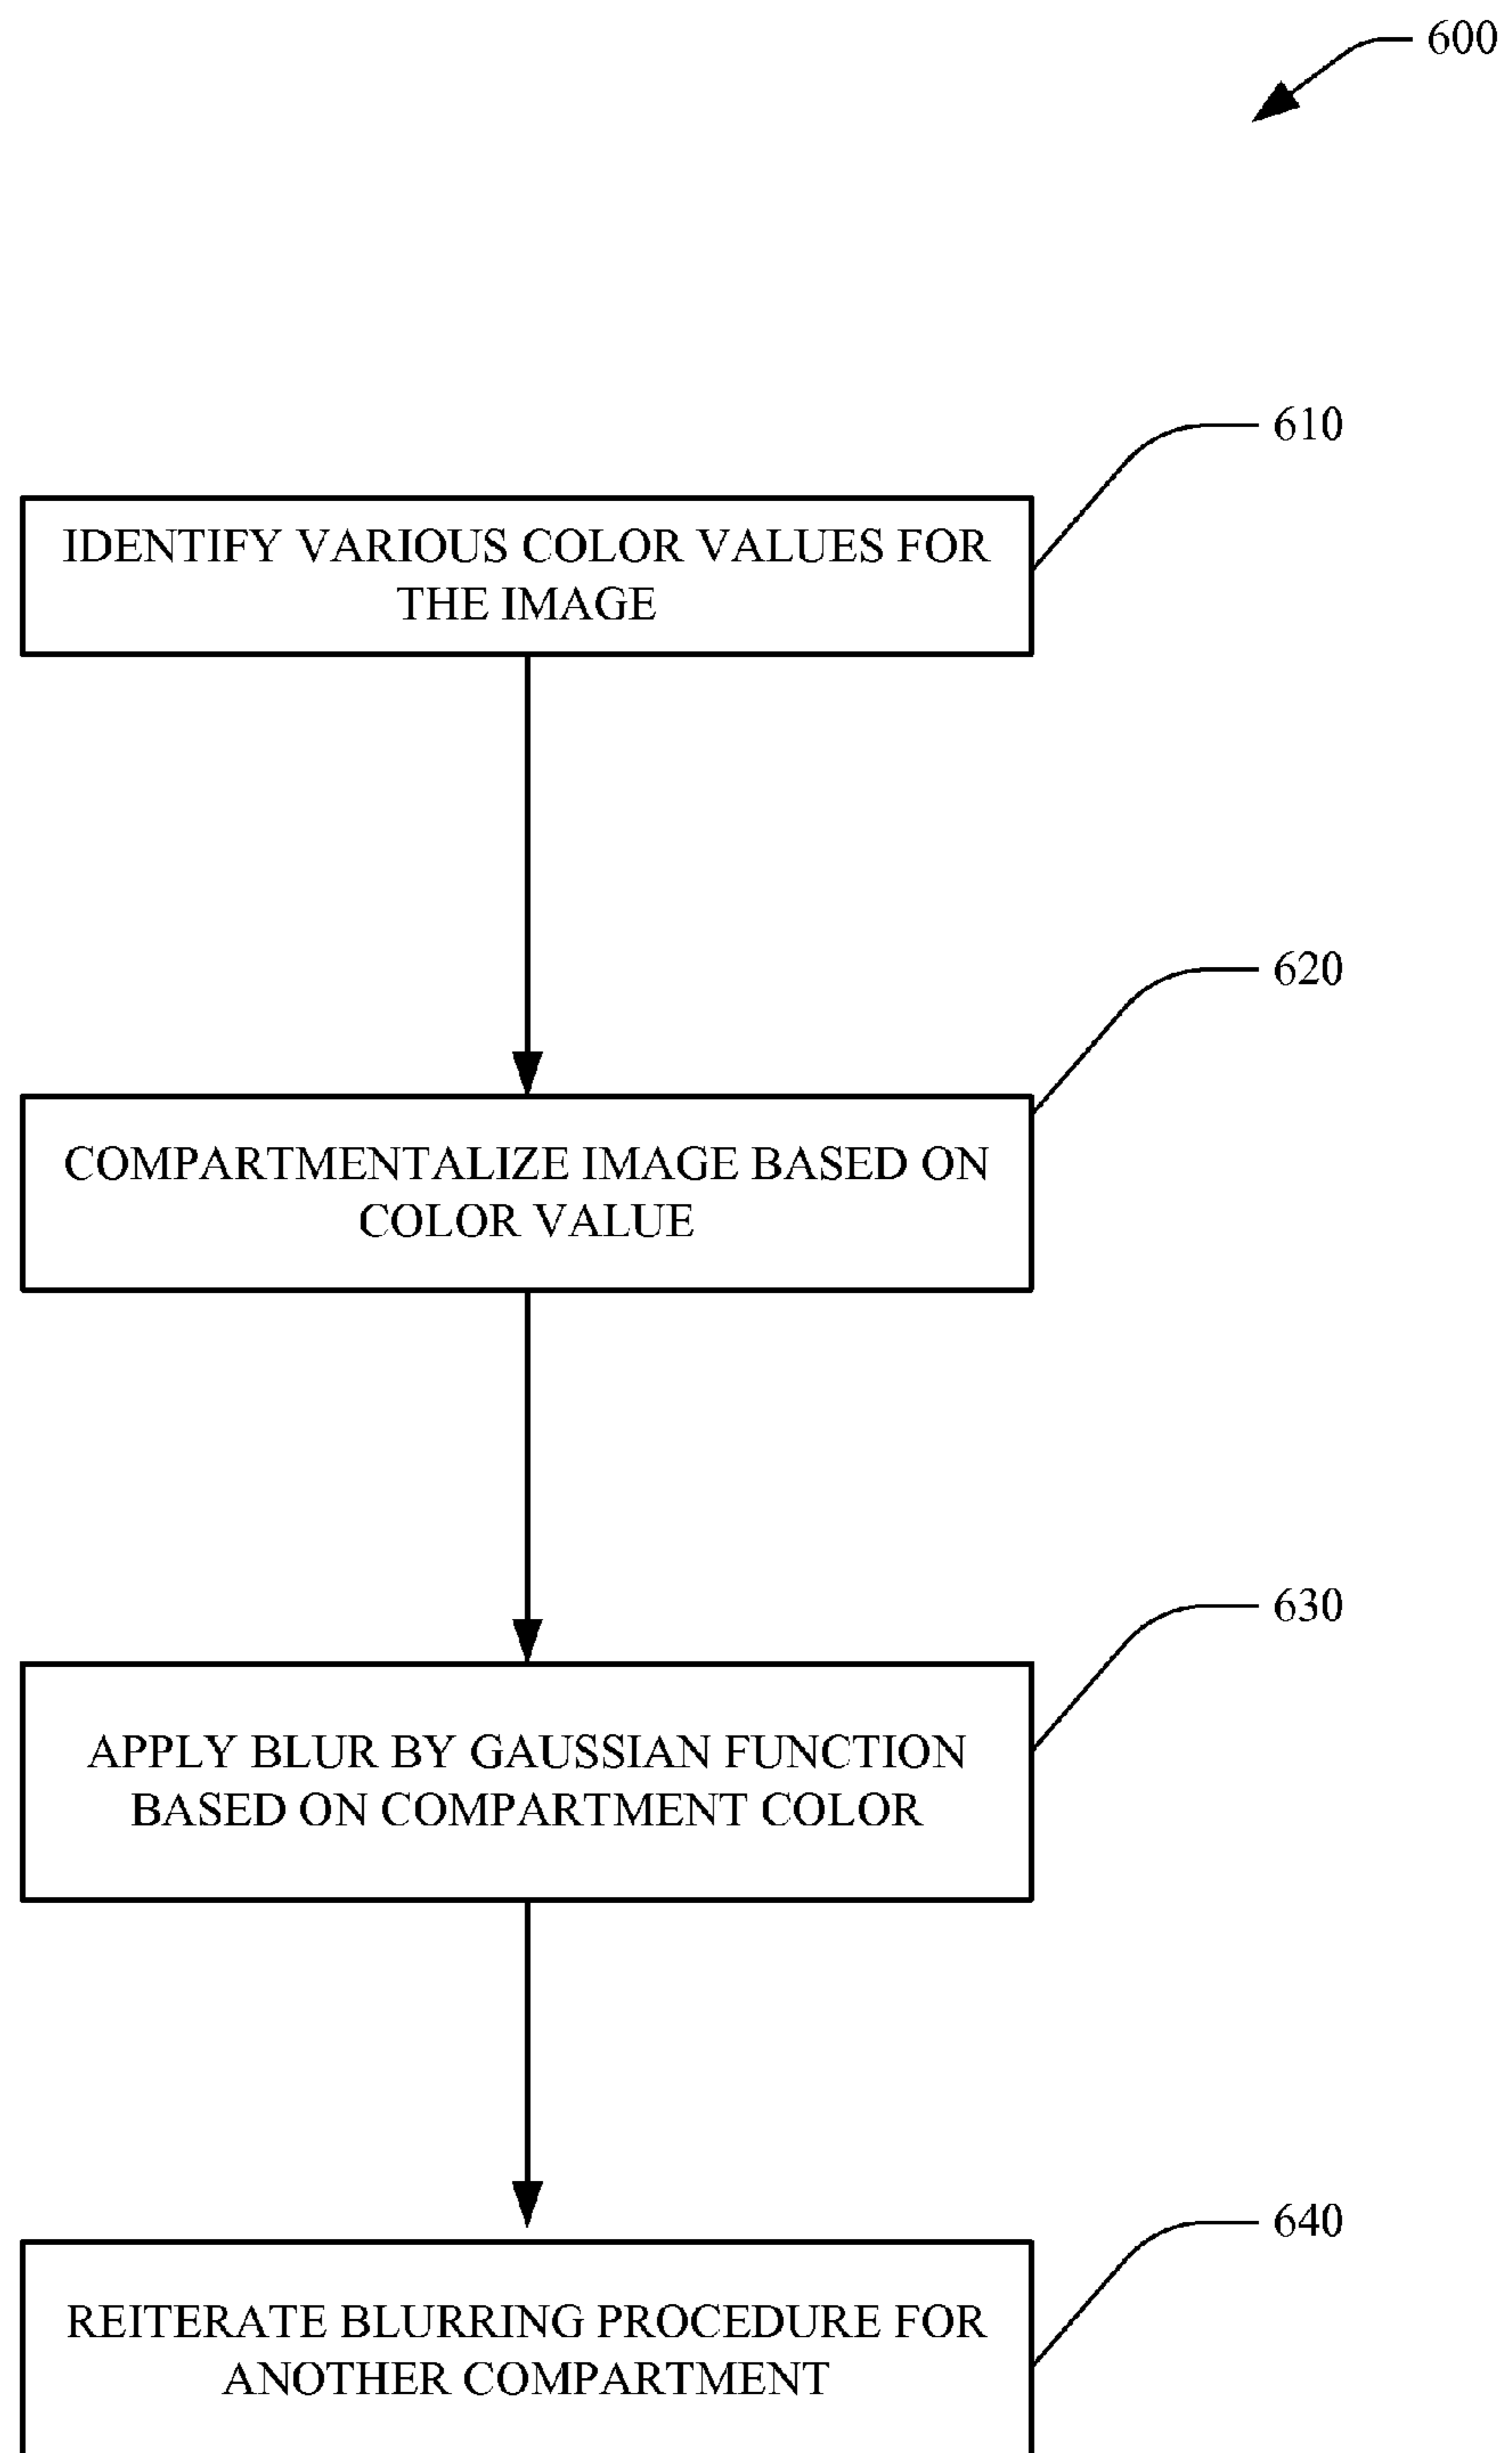 600
610
IDENTIFY VARIOUS COLOR VALUES FOR
THE IMAGE
620
COMPARTMENTALIZE IMAGE BASED ON
COLOR VALUE
630
APPLY BLUR BY GAUSSIAN FUNCTION
BASED ON COMPARTMENT COLOR
640
REITERATE BLURRING PROCEDURE FOR
ANOTHER COMPARTMENT